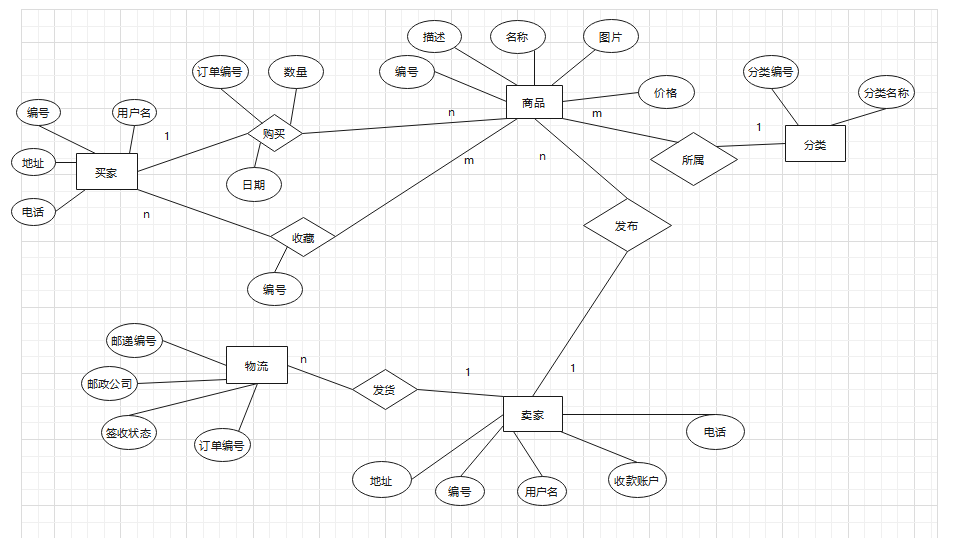 描述
名称
图片
编号
订单编号
数量
分类编号
价格
分类名称
编号
用户名
商品
n
m
1
1
购买
分类
地址
买家
m
n
所属
日期
电话
n
收藏
发布
编号
邮递编号
n
物流
1
1
邮政公司
发货
签收状态
订单编号
卖家
电话
地址
编号
用户名
收款账户